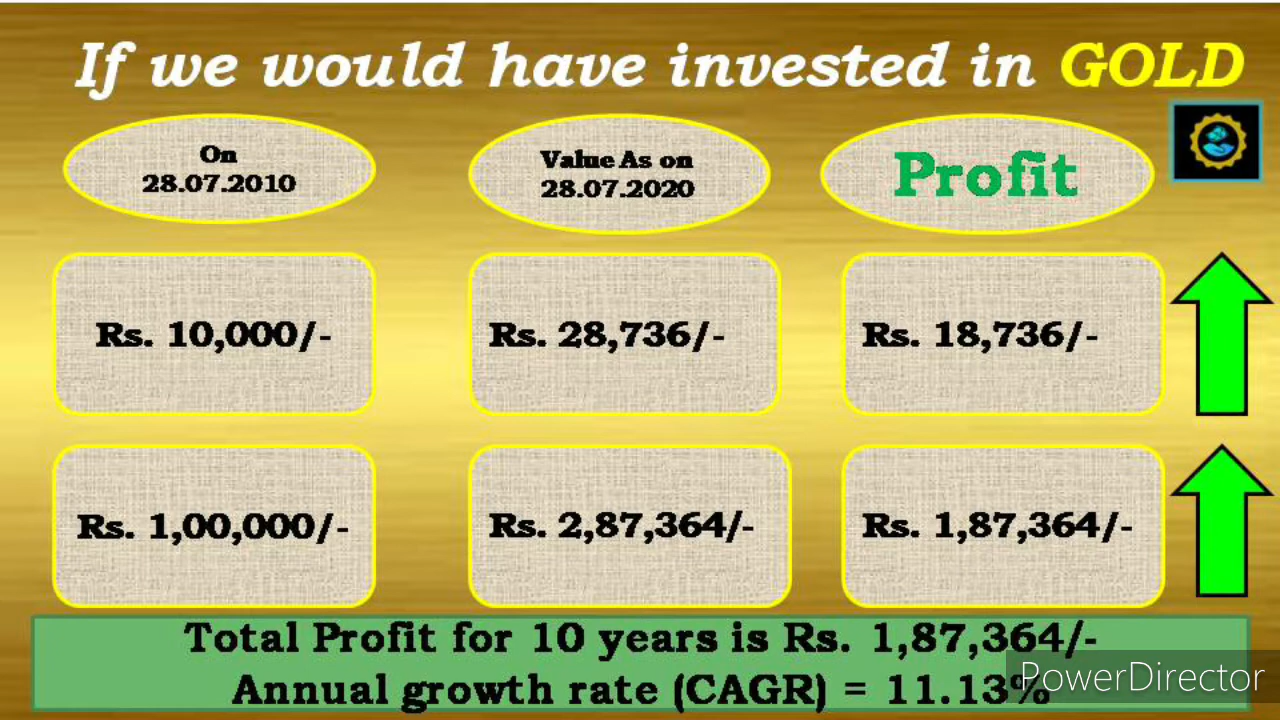 If we would have invested in GOLD
On
28.07.2010
Value As on
28.07.2020
Profit
Rs. 10,000/-
Rs. 28,736/-
Rs. 18,736/-
Rs. 1,00,000/-
Rs. 2,87,364/-
Rs. 1,87,364/-
Total Profit for 10 years is Rs. 1,87,364/-
Annual growth rate (CAGR) = 11.13%
PowerDirector